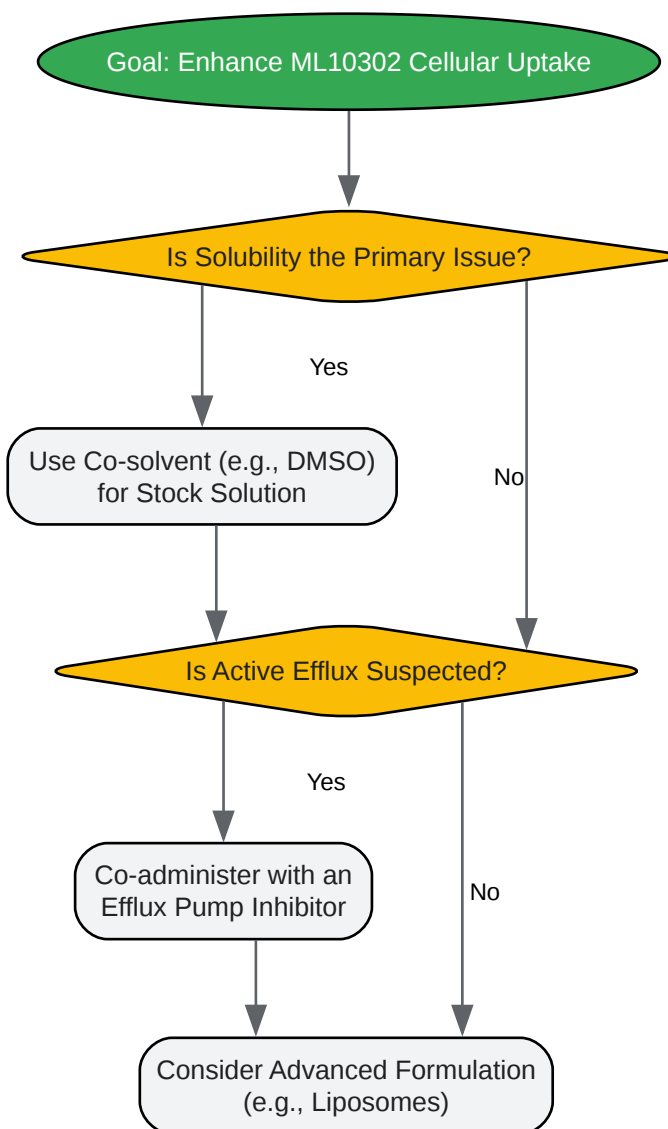 Goal: Enhance ML10302 Cellular Uptake
Is Solubility the Primary Issue?
Yes
Use Co-solvent (e.g., DMSO)
for Stock Solution
No
Is Active Efflux Suspected?
Yes
Co-administer with an
Efflux Pump Inhibitor
No
Consider Advanced Formulation
(e.g., Liposomes)